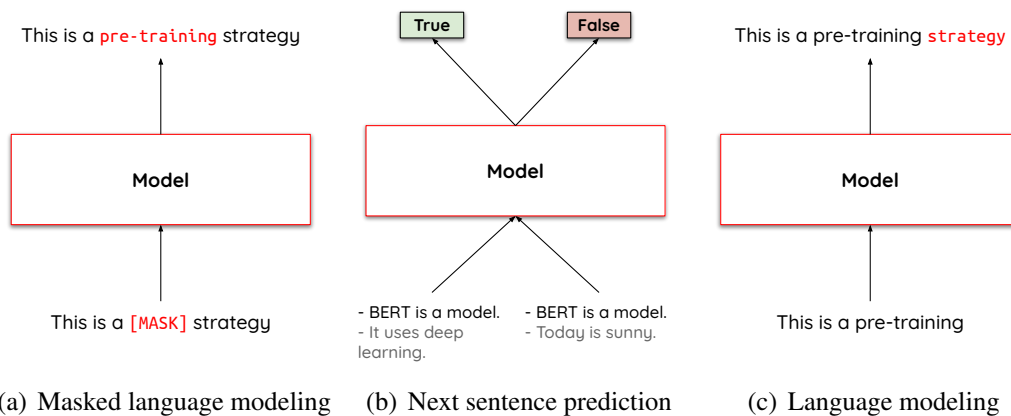 This is a pre-training strategy
Model
This is a [MASK] strategy
(a) Masked language modeling
True
False
Model
- BERT is a model.
- It uses deep
learning.
- BERT is a model.
- Today is sunny.
(b) Next sentence prediction
This is a pre-training strategy
Model
This is a pre-training
(c) Language modeling